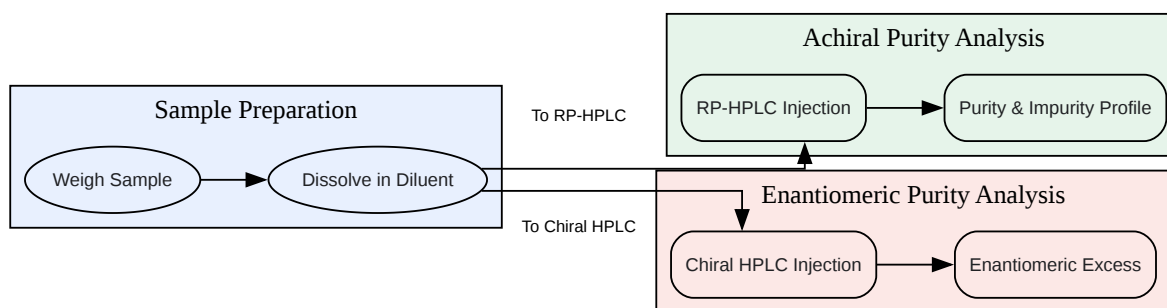 Sample Preparation
Weigh Sample
Dissolve in Diluent
To RP-HPLC
To Chiral HPLC
Achiral Purity Analysis
RP-HPLC Injection
Purity & Impurity Profile
Enantiomeric Purity Analysis
Chiral HPLC Injection
Enantiomeric Excess